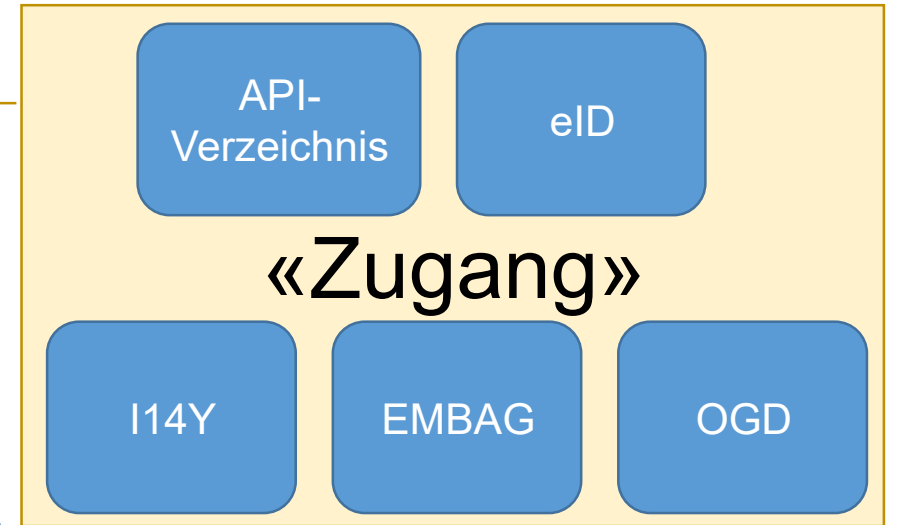 API-
Verzeichnis
eID
«Zugang»
I14Y
EMBAG
OGD